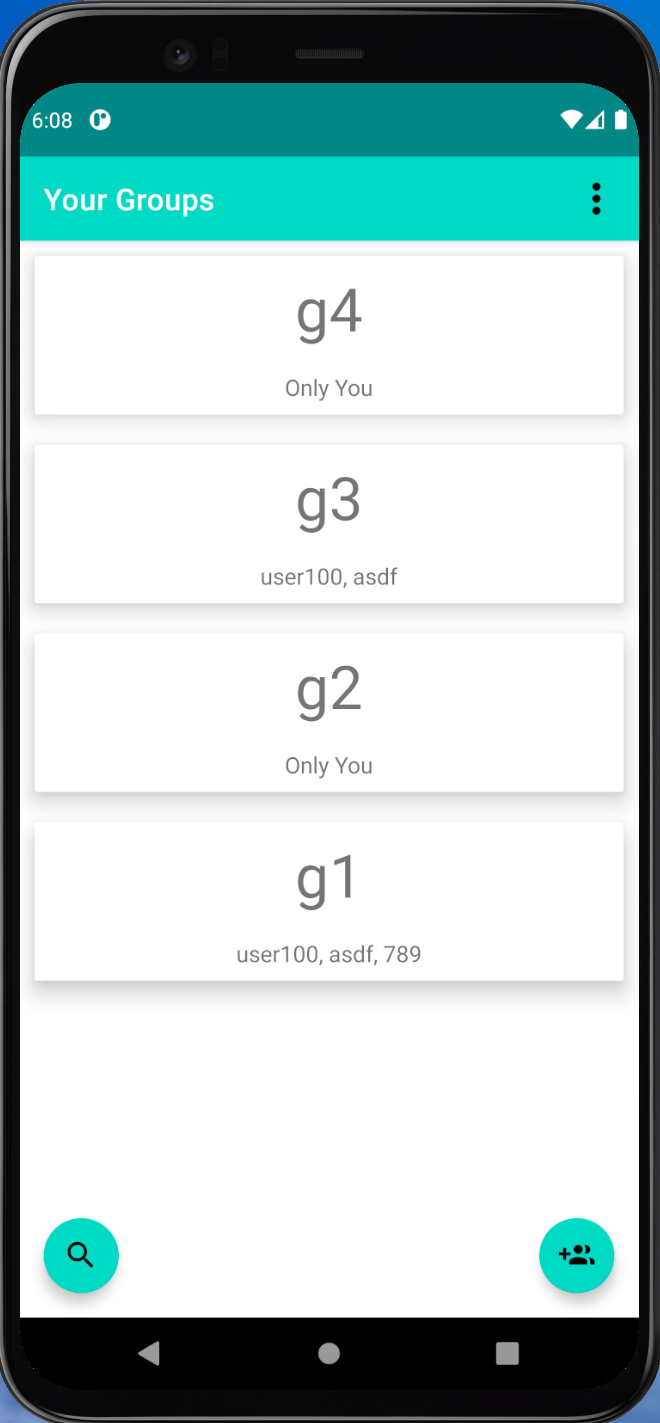 6:08
Your Groups
g4
Only You
g3
user100, asdf
g2
Only You
g1
user100, asdf, 789